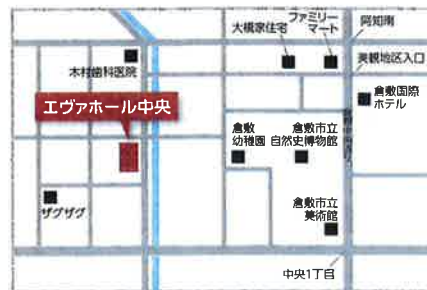 大橋家住宅
ファミリー
マート
阿知南
木村歯科医院
美観地区入口
エヴァホール中央
倉敷国際
ホテル
倉敷
幼稚園
倉敷市立
自然史博物館
ザグザグ
倉敷市立
美術館
中央1丁目